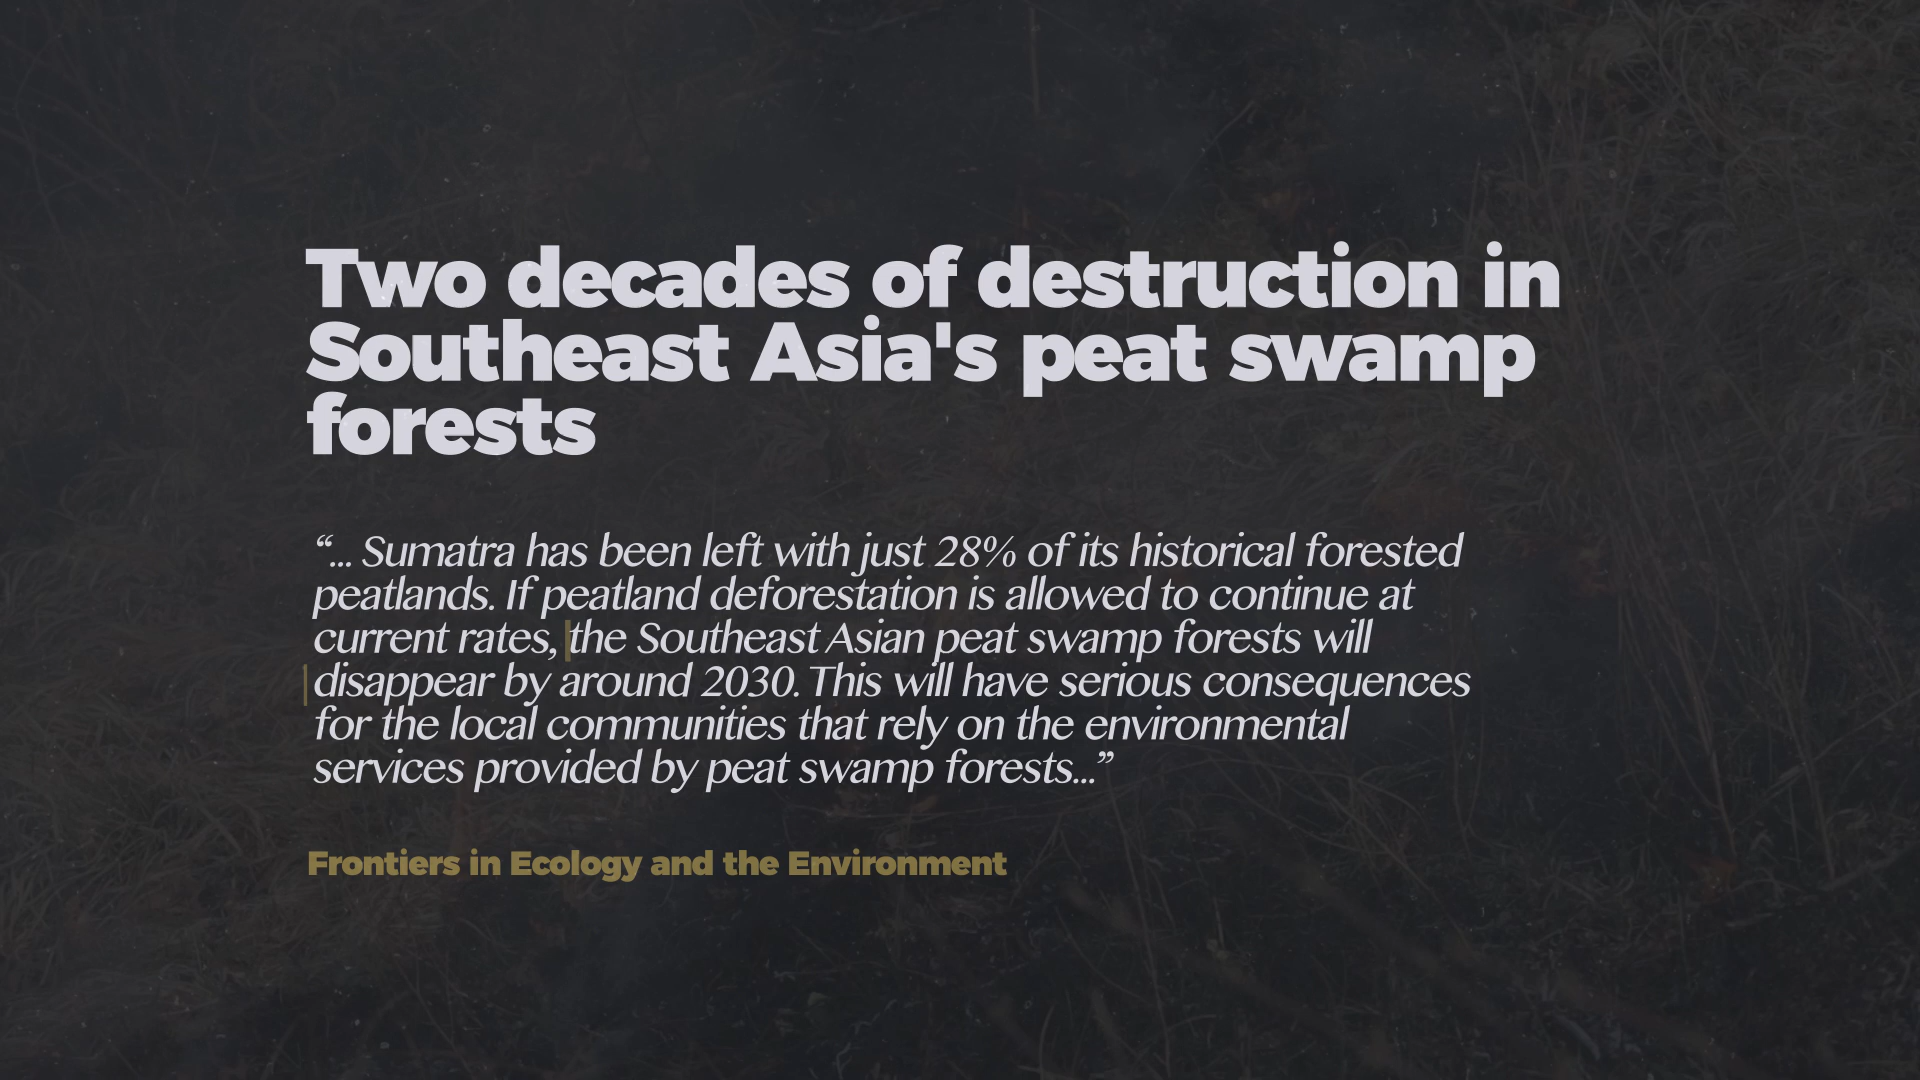 Two decades of destruction in
Southeast Asia's peat swamp
forests
“... Sumatra has been left with just 28% of its historical forested
peatlands. If peatland deforestation is allowed to continue at
current rates, the Southeast Asian peat swamp forests will
disappear by around 2030. This will have serious consequences
for the local communities that rely on the environmental
services provided by peat swamp forests...”
Frontiers in Ecology and the Environment